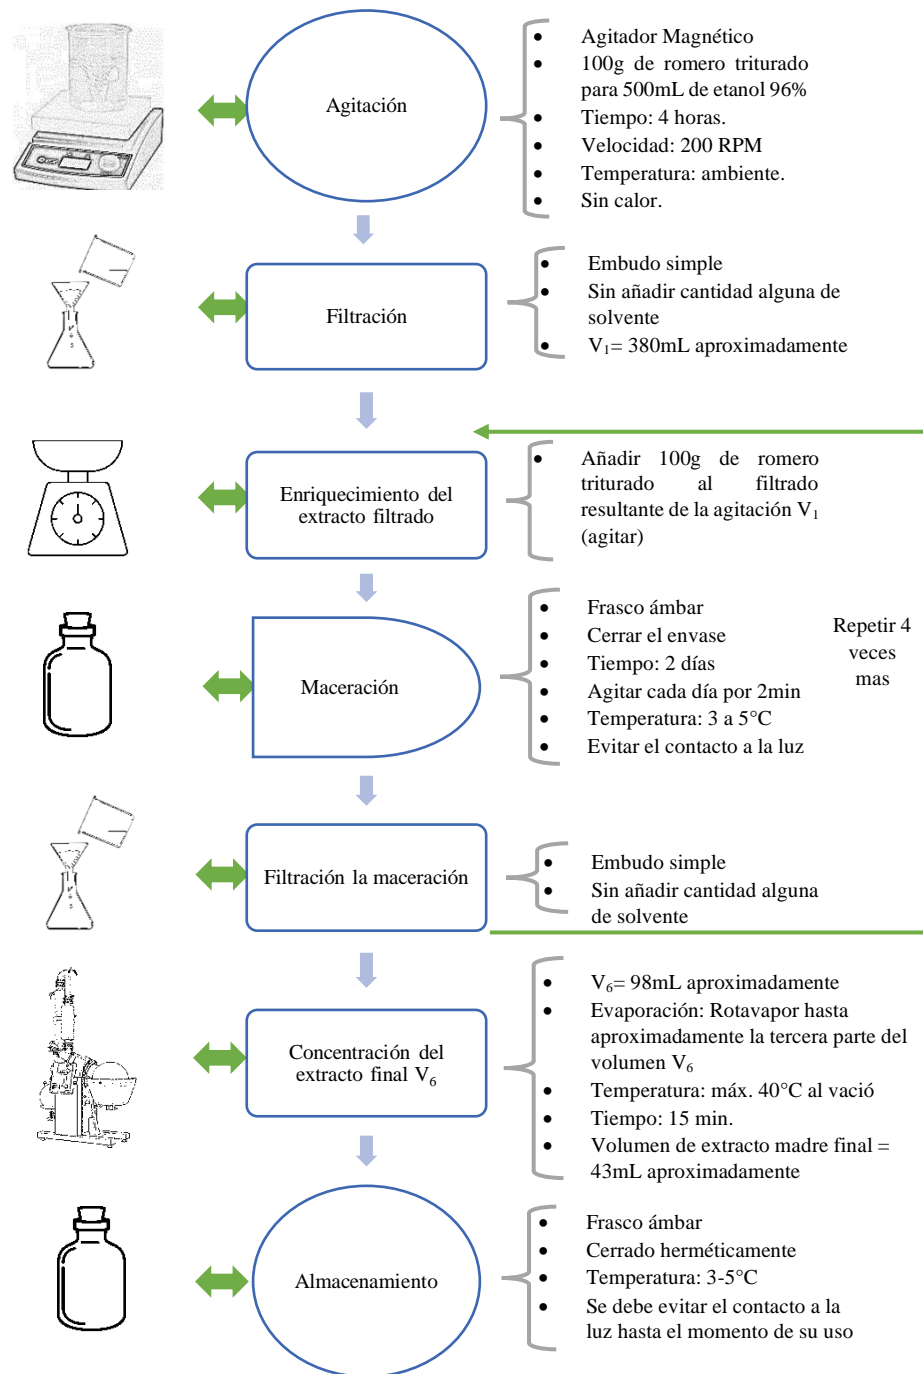 Agitación
• Agitador Magnético
• 100g de romero triturado
para 500mL de etanol 96%
• Tiempo: 4 horas.
• Velocidad: 200 RPM
• Temperatura: ambiente.
• Sin calor.
Filtración
• Embudo simple
• Sin añadir cantidad alguna de
solvente
• V₁= 380mL aproximadamente
Enriquecimiento del
extracto filtrado
• Añadir 100g de romero
triturado al filtrado
resultante de la agitación V₁
(agitar)
Maceración
• Frasco ámbar
• Cerrar el envase
• Tiempo: 2 días
• Agitar cada día por 2min
• Temperatura: 3 a 5°C
• Evitar el contacto a la luz
Repetir 4
veces
mas
Filtración la maceración
• Embudo simple
• Sin añadir cantidad alguna
de solvente
Concentración del
extracto final V₆
• V₆= 98mL aproximadamente
• Evaporación: Rotavapor hasta
aproximadamente la tercera parte del
volumen V₆
• Temperatura: máx. 40°C al vació
• Tiempo: 15 min.
• Volumen de extracto madre final =
43mL aproximadamente
Almacenamiento
• Frasco ámbar
• Cerrado herméticamente
• Temperatura: 3-5°C
• Se debe evitar el contacto a la
luz hasta el momento de su uso